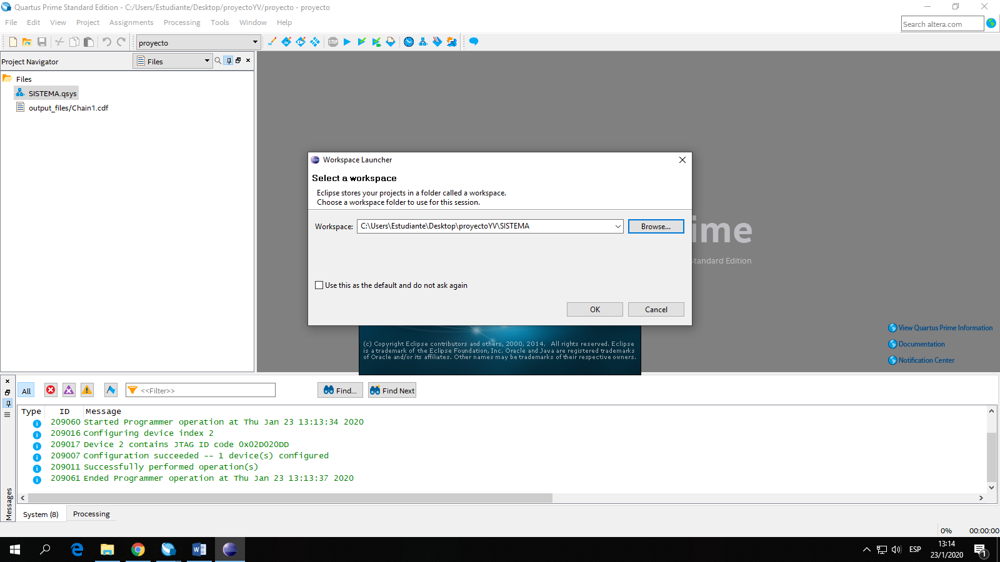 Quartus Prime Standard Edition - C:/Users/Estudiante/Desktop/proyectoYV/proyecto - proyecto
File Edit View Project Assignments Processing Tools Window Help
Search altera.com
proyecto
STOP
Project Navigator
Files
Files
SISTEMA.qsys
output_files/Chain1.cdf
Workspace Launcher
Select a workspace
Eclipse stores your projects in a folder called a workspace.
Choose a workspace folder to use for this session.
Workspace: C:\Users\Estudiante\Desktop\proyectoYV\SISTEMA Browse...
Use this as the default and do not ask again
OK Cancel
ime
Standard Edition
View Quartus Prime Information
Documentation
Notification Center
(c) Copyright Eclipse contributors and others, 2000, 2014. All rights reserved. Eclipse
is a trademark of the Eclipse Foundation, Inc. Oracle and Java are registered trademarks
of Oracle and/or its affiliates. Other names may be trademarks of their respective owners.
All <<Filter>> Find... Find Next
Type ID Message
209060 Started Programmer operation at Thu Jan 23 13:13:34 2020
209016 Configuring device index 2
209017 Device 2 contains JTAG ID code 0x02D020DD
209007 Configuration succeeded -- 1 device(s) configured
209011 Successfully performed operation(s)
209061 Ended Programmer operation at Thu Jan 23 13:13:37 2020
Messages
System (8) Processing
0% 00:00:00
ESP
13:14
23/1/2020
1